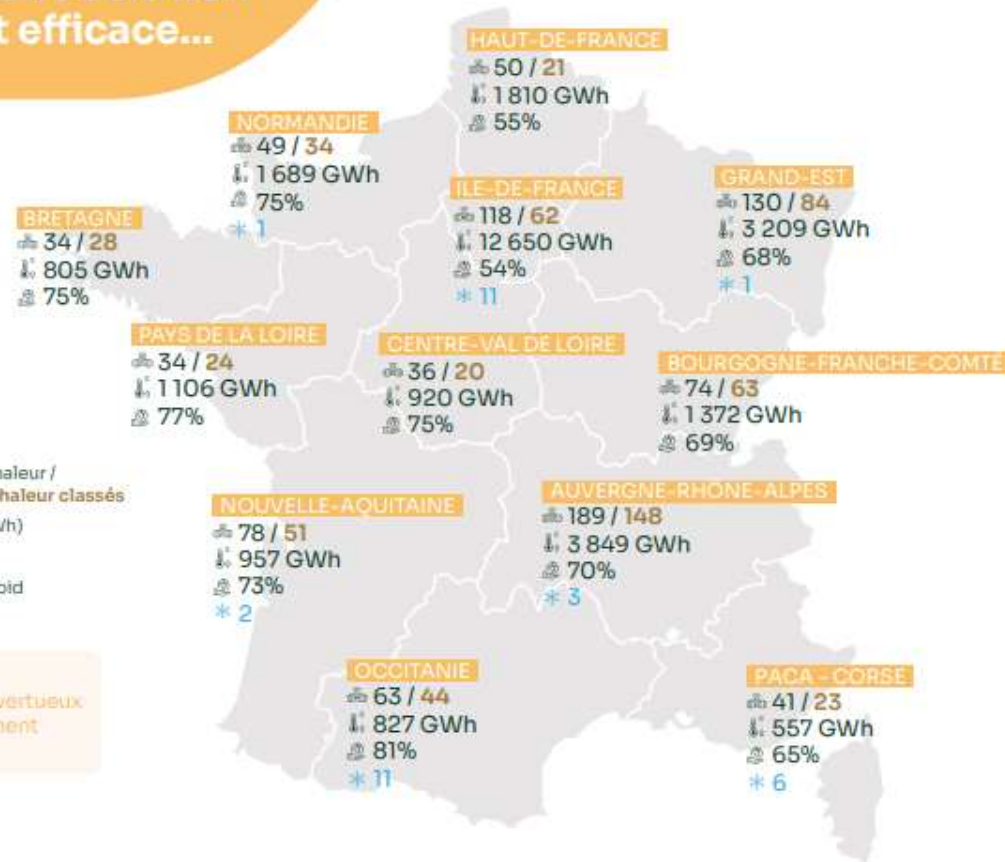 t efficace...
HAUT-DE-FRANCE
50 / 21
1 810 GWh
55%
NORMANDIE
49 / 34
1 689 GWh
75%
1
ILE-DE-FRANCE
118 / 62
12 650 GWh
54%
11
GRAND-EST
130 / 84
3 209 GWh
68%
1
BRETAGNE
34 / 28
805 GWh
75%
PAYS DE LA LOIRE
34 / 24
1 106 GWh
77%
CENTRE-VAL DE LOIRE
36 / 20
920 GWh
75%
BOURGOGNE-FRANCHE-COMTE
74 / 63
1 372 GWh
69%
aleur /
haleur classés
/h)
oid
NOUVELLE-AQUITAINE
78 / 51
957 GWh
73%
2
AUVERGNE-RHONE-ALPES
189 / 148
3 849 GWh
70%
3
vertueux
ment
OCCITANIE
63 / 44
827 GWh
81%
11
PACA - CORSE
41 / 23
557 GWh
65%
6